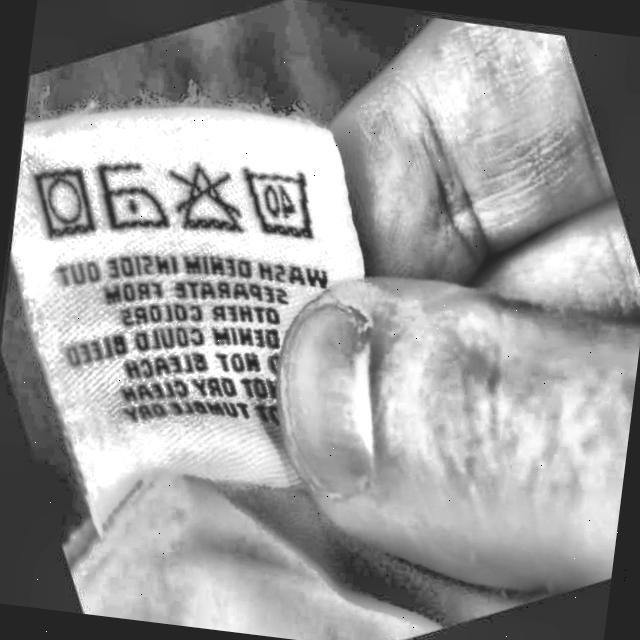 40
WASH DENIM INSIDE OUT
SEPARATE FROM
OTHER COLORS
DENIM COULD BLEED
NOT BLEACH
NOT DRY CLEAN
TUMBLE DRY